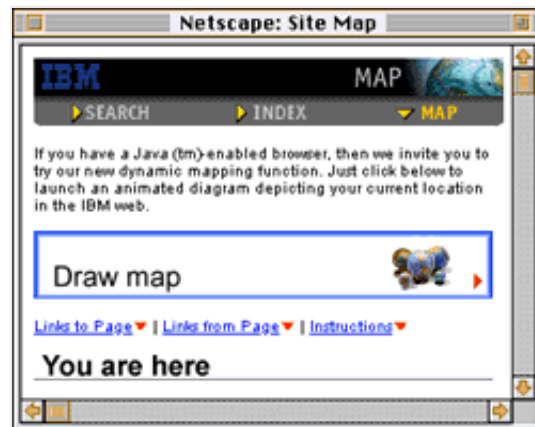 Netscape: Site Map
IBM MAP
SEARCH INDEX MAP
If you have a Java (tm)-enabled browser, then we invite you to
try our new dynamic mapping function. Just click below to
launch an animated diagram depicting your current location
in the IBM web.
Draw map
Links to Page | Links from Page | Instructions
You are here